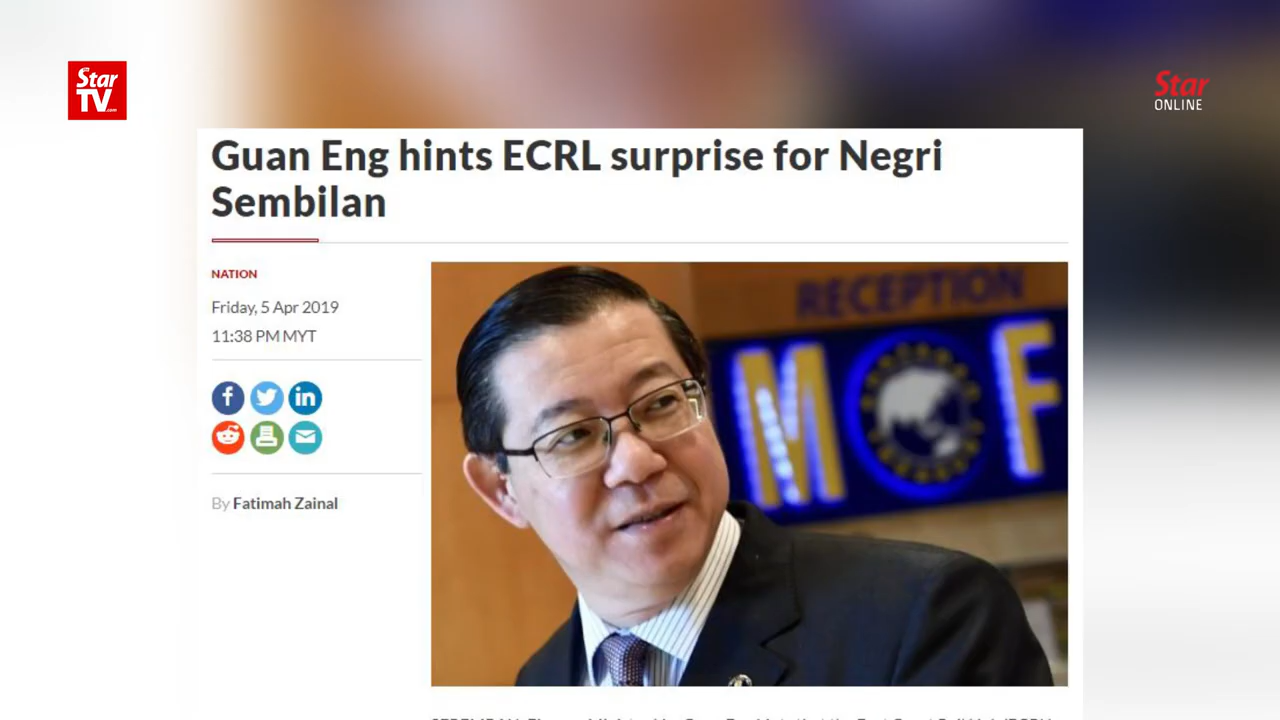 Star
TV.com
Star
ONLINE
Guan Eng hints ECRL surprise for Negri
Sembilan
NATION
Friday, 5 Apr 2019
11:38 PM MYT
By Fatimah Zainal
RECEPTION
M F